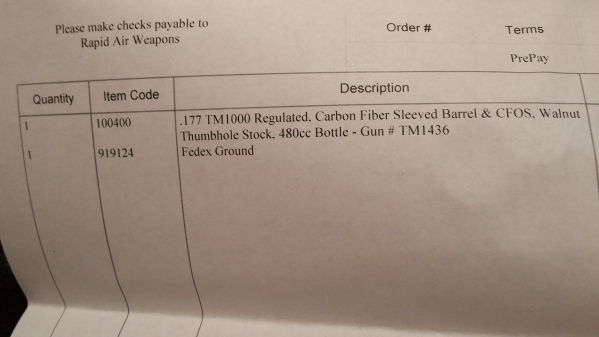 Please make checks payable to
Rapid Air Weapons
Order # Terms
PrePay
Quantity Item Code Description
1 100400 .177 TM1000 Regulated, Carbon Fiber Sleeved Barrel & CFOS, Walnut
Thumbhole Stock, 480cc Bottle - Gun # TM1436
1 919124 Fedex Ground